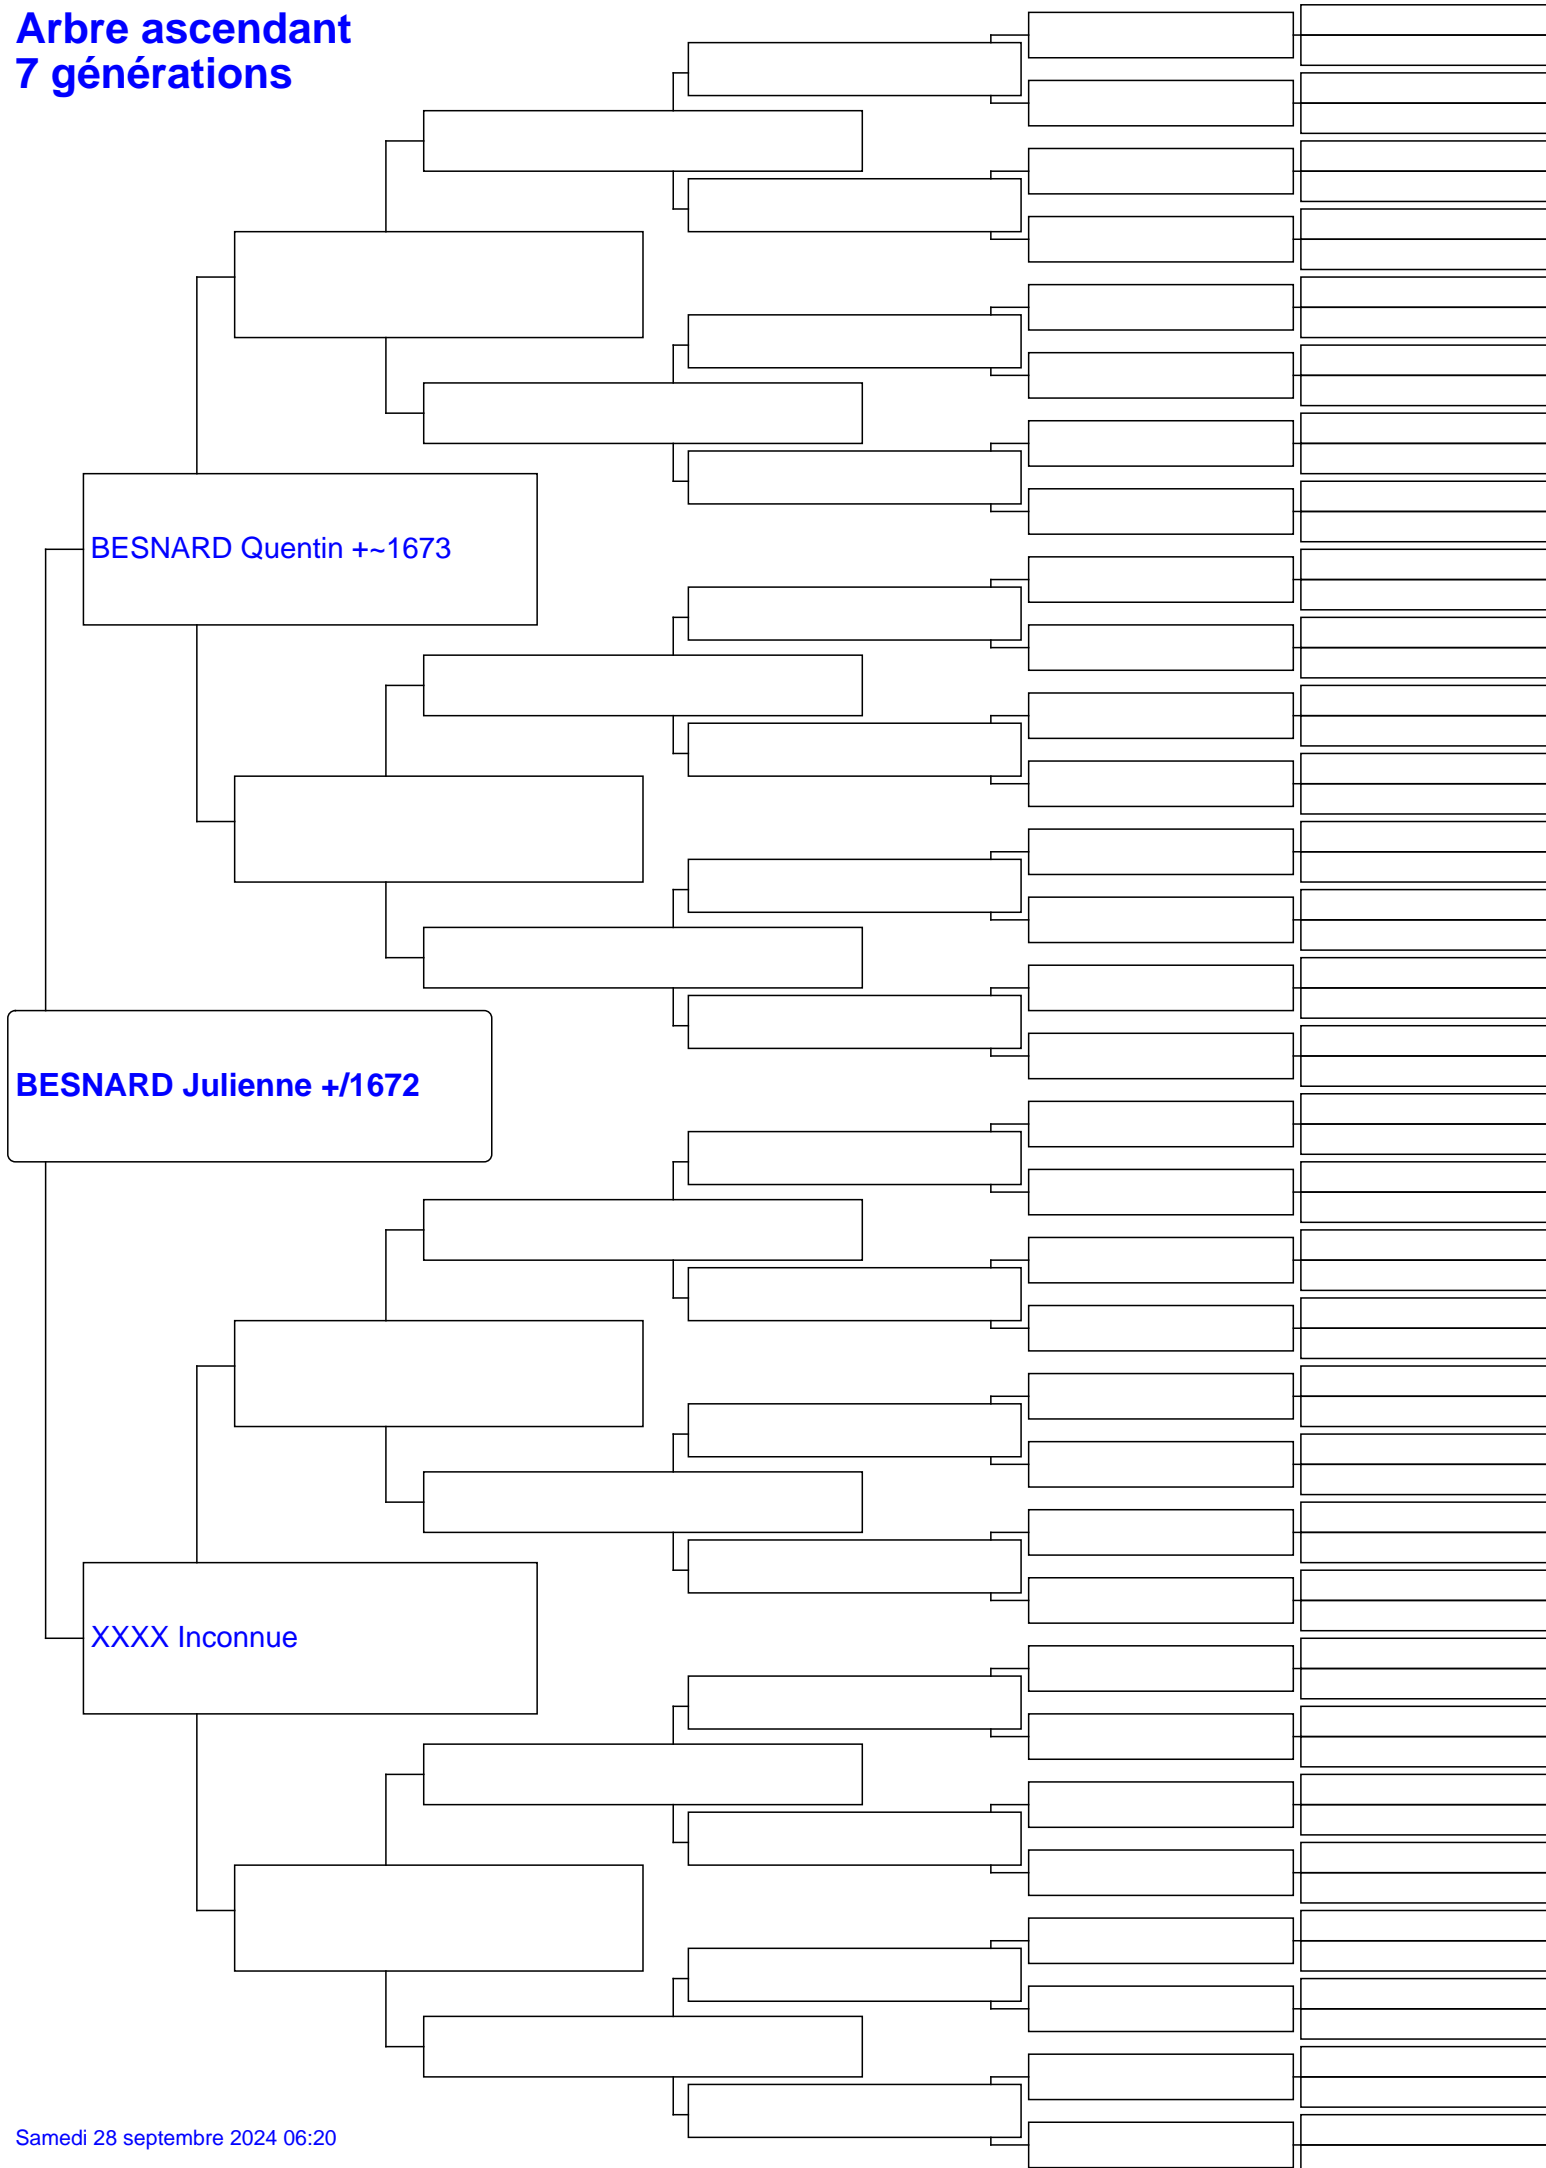 Arbre ascendant
7 générations
BESNARD Quentin +~1673
BESNARD Julienne +/1672
XXXX Inconnue
Samedi 28 septembre 2024 06:20